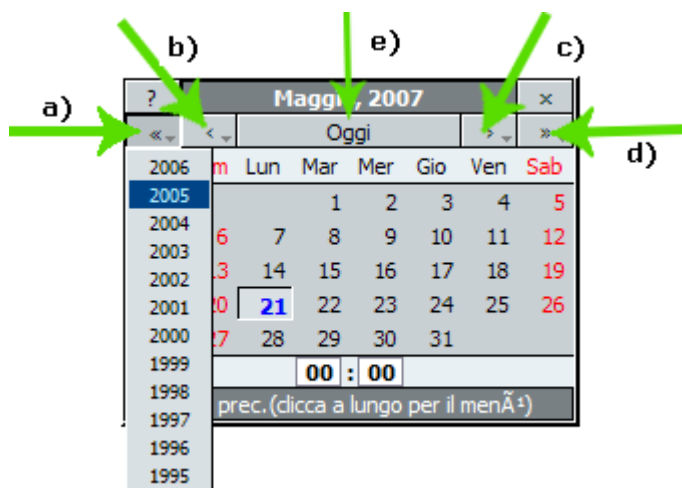 b) e) c)
a) d)
? Maggio, 2007 ×
« ‹ Oggi › »
m Lun Mar Mer Gio Ven Sab
1 2 3 4 5
6 7 8 9 10 11 12
13 14 15 16 17 18 19
20 21 22 23 24 25 26
27 28 29 30 31
00 : 00
prec.(clicca a lungo per il menÃ¹)
2006
2005
2004
2003
2002
2001
2000
1999
1998
1997
1996
1995